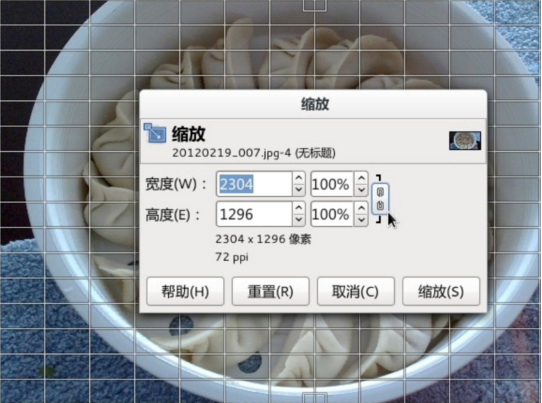 缩放
缩放
20120219_007.jpg-4 (无标题)
宽度(W)： 2304 100%
高度(E)： 1296 100%
2304 x 1296 像素
72 ppi
帮助(H) 重置(R) 取消(C) 缩放(S)